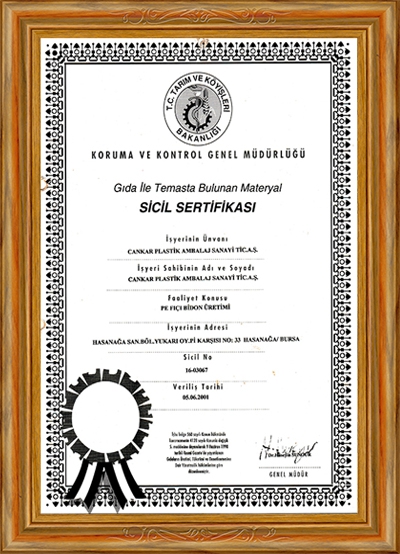 T.C. TARIM VE KÖYİŞLERİ
BAKANLIĞI
KORUMA VE KONTROL GENEL MÜDÜRLÜĞÜ
Gıda İle Temasta Bulunan Materyal
SİCİL SERTİFİKASI
İşyerinin Ünvanı
CANKAR PLASTİK AMBALAJ SANAYİ TİC.A.Ş.
İşyeri Sahibinin Adı ve Soyadı
CANKAR PLASTİK AMBALAJ SANAYİ TİC.A.Ş.
Faaliyet Konusu
PE FIÇI BİDON ÜRETİMİ
İşyerinin Adresi
HASANAĞA SAN.BÖL.YUKARI OY.Pİ KARŞISI NO; 33 HASANAĞA/ BURSA
Sicil No
16-03067
Veriliş Tarihi
05.06.2001
GENEL MÜDÜR